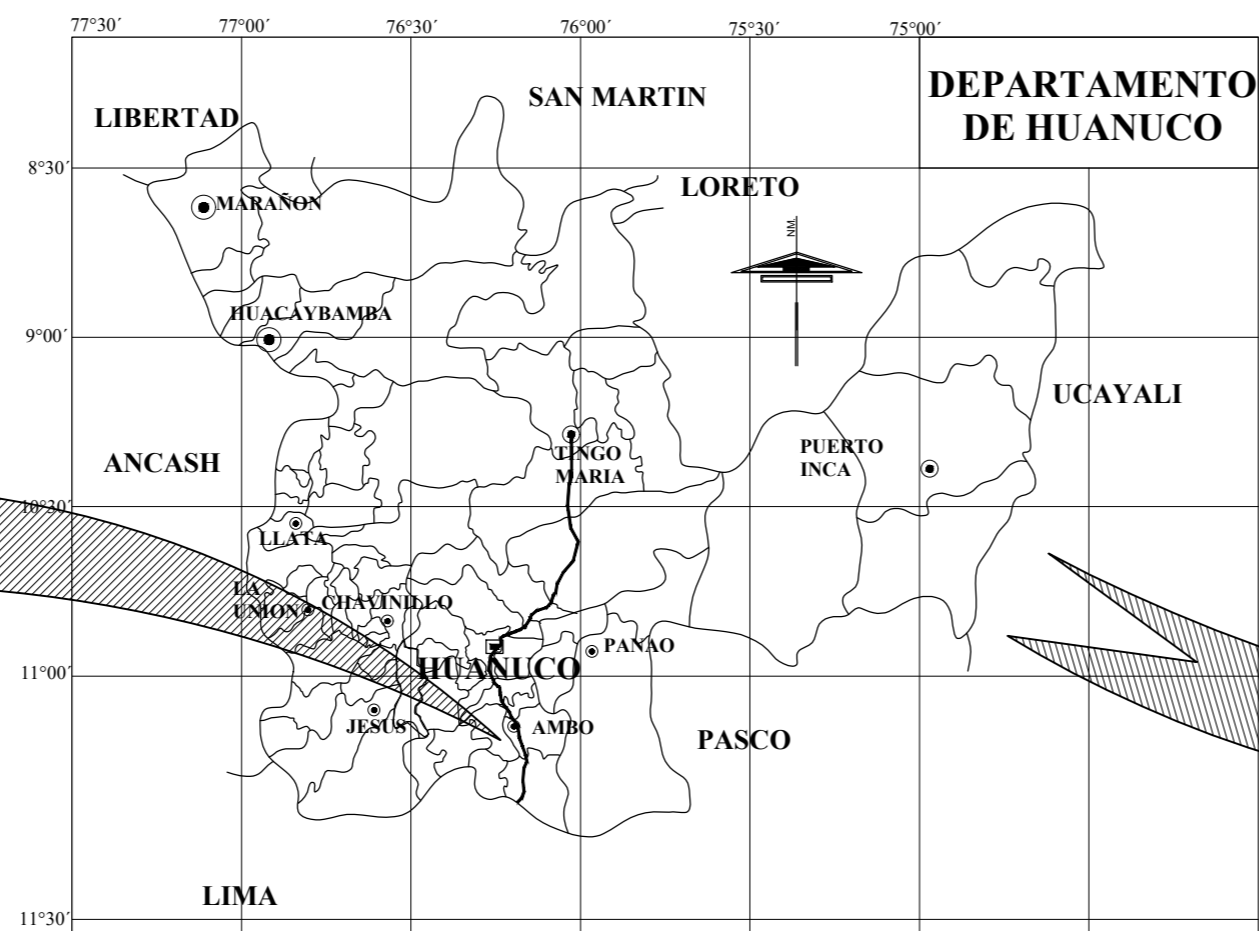 77°30´ 77°00´ 76°30´ 76°00´ 75°30´ 75°00´
DEPARTAMENTO
DE HUANUCO
SAN MARTIN
LIBERTAD
8°30´
LORETO
MARAÑON
NM.
HUACAYBAMBA
9°00´
UCAYALI
PUERTO
INCA
TINGO
MARIA
ANCASH
10°30´
LLATA
LA
UNION
CHAVINILLO
PANAO
HUANUCO
11°00´
JESUS
AMBO
PASCO
LIMA
11°30´